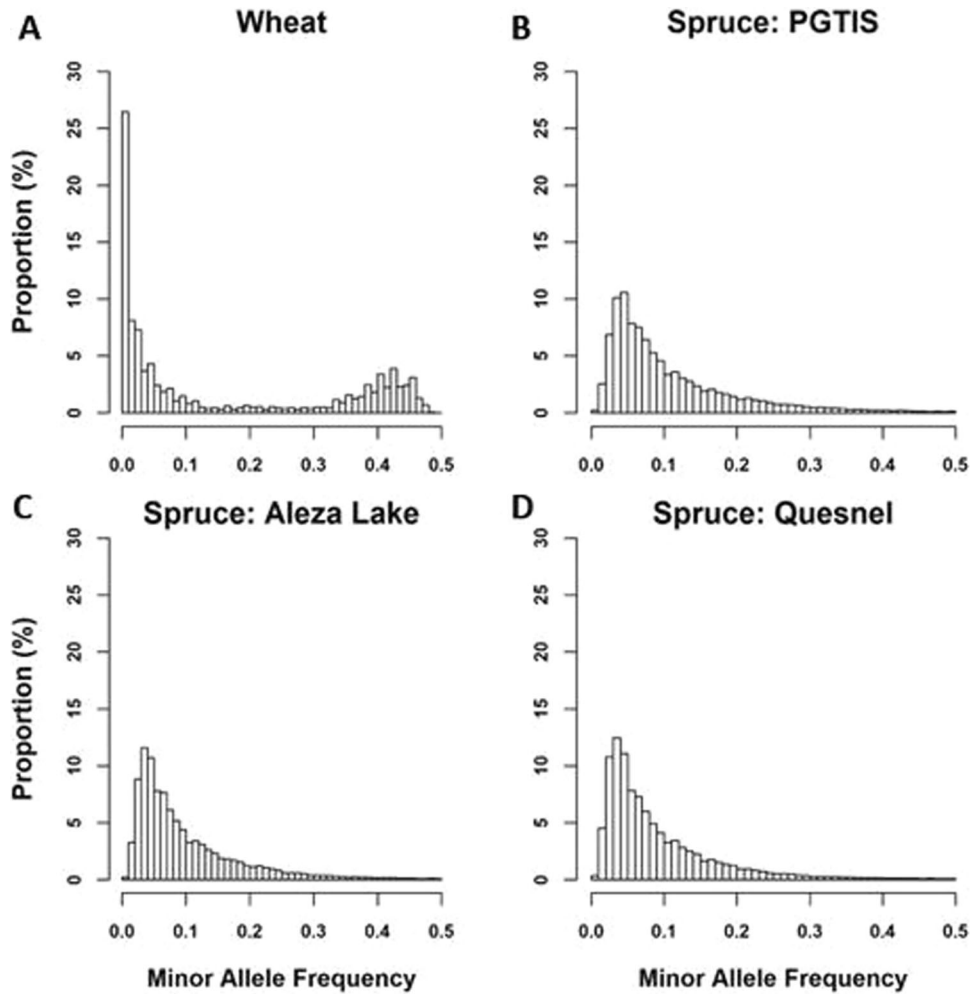 A
Wheat
Proportion (%)
30
25
20
15
10
5
0
0.0 0.1 0.2 0.3 0.4 0.5
B
Spruce: PGTIS
30
25
20
15
10
5
0
0.0 0.1 0.2 0.3 0.4 0.5
C
Spruce: Aleza Lake
Proportion (%)
30
25
20
15
10
5
0
0.0 0.1 0.2 0.3 0.4 0.5
Minor Allele Frequency
D
Spruce: Quesnel
30
25
20
15
10
5
0
0.0 0.1 0.2 0.3 0.4 0.5
Minor Allele Frequency